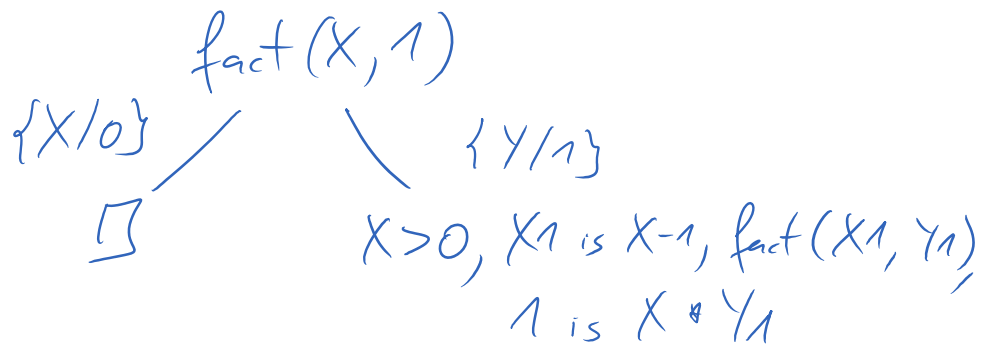 fact(X, 1)
{X/0}
{Y/1}
[]
X>0, X1 is X-1, fact(X1, Y1),
1 is X * Y1